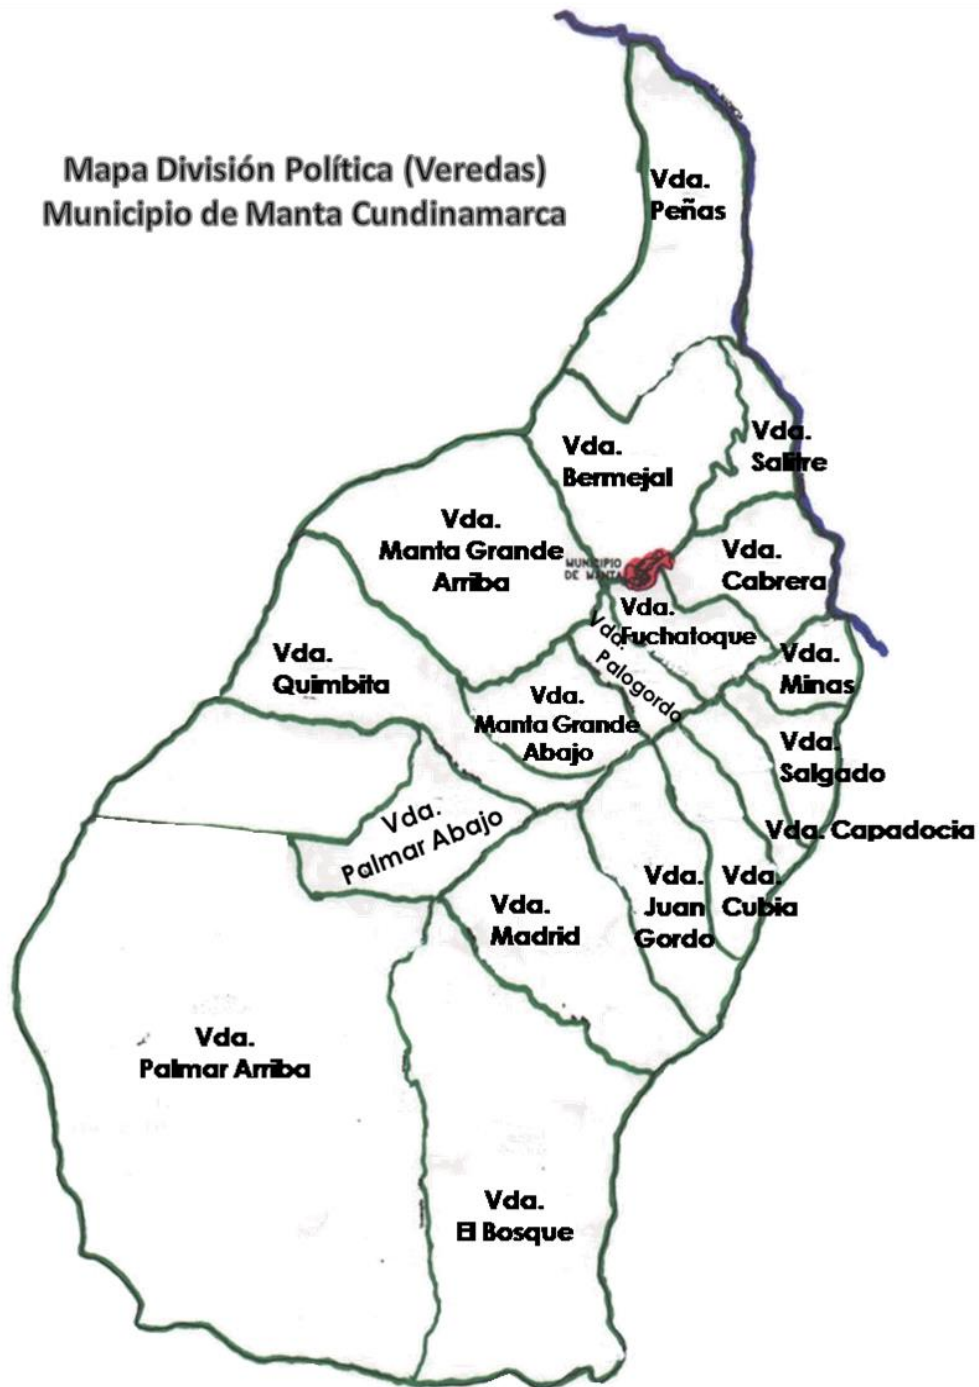 Mapa División Política (Veredas)
Municipio de Manta Cundinamarca
Vda.
Peñas
Vda.
Bermejal
Vda.
Salitre
Vda.
Manta Grande
Arriba
MUNICIPIO
DE MANTA
Vda.
Cabrera
Vda.
Fuchatoque
Vda.
Palogordo
Vda.
Quimbita
Vda.
Minas
Vda.
Manta Grande
Abajo
Vda.
Salgado
Vda.
Palmar Abajo
Vda. Capadocia
Vda.
Madrid
Vda.
Juan
Gordo
Vda.
Cubia
Vda.
Palmar Arriba
Vda.
El Bosque